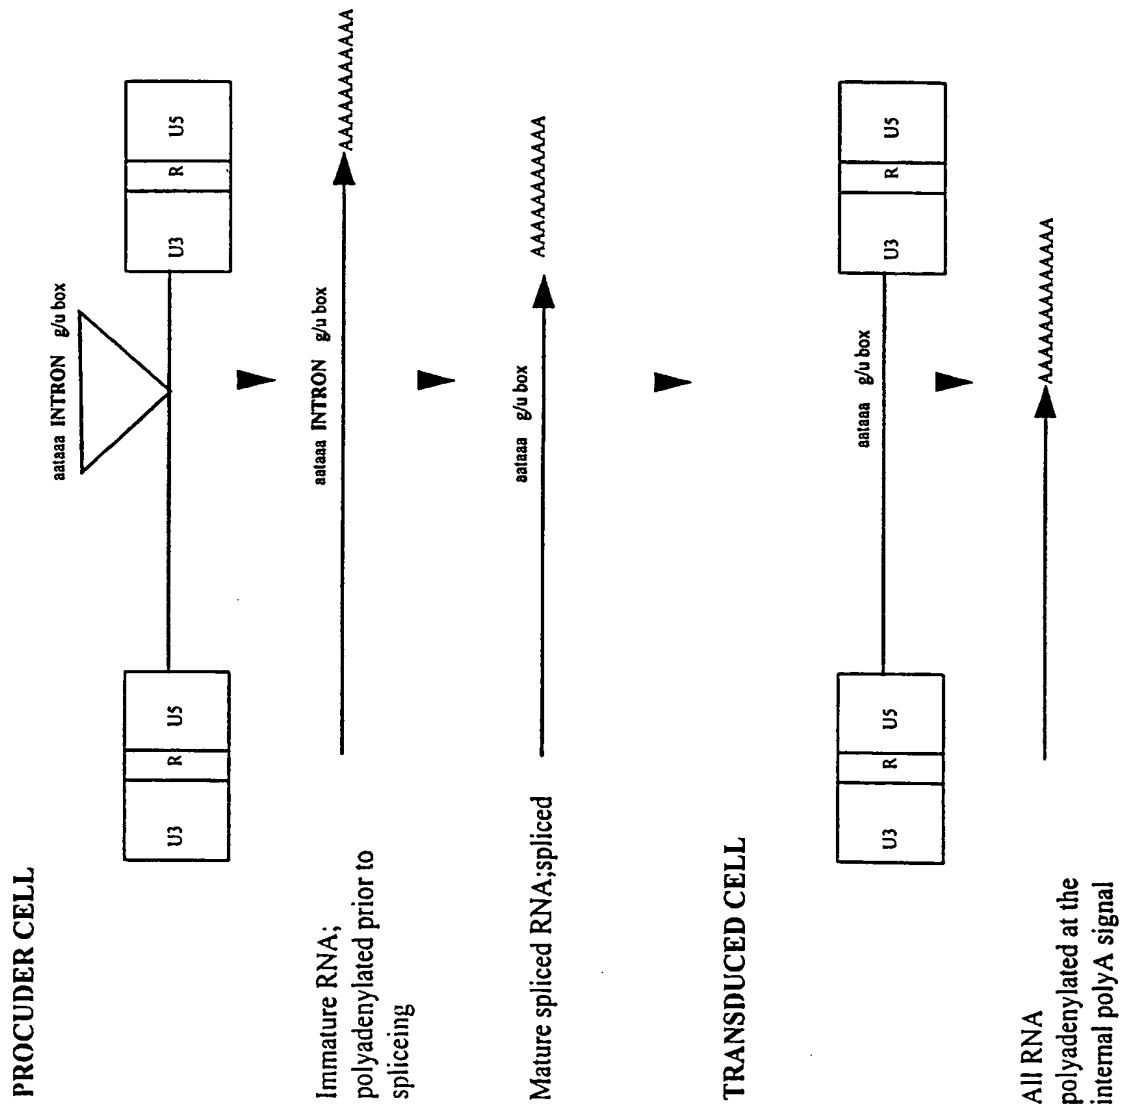 PROCUDER CELL
aataaa INTRON g/u box
U3 R U5 U3 R U5
Immature RNA;
polyadenylated prior to
spliceing
aataaa INTRON g/u box
AAAAAAAAAAA
Mature spliced RNA;spliced
aataaa g/u box
AAAAAAAAAAA
TRANSDUCED CELL
aataaa g/u box
U3 R U5 U3 R U5
All RNA
polyadenylated at the
internal polyA signal
AAAAAAAAAAAAA